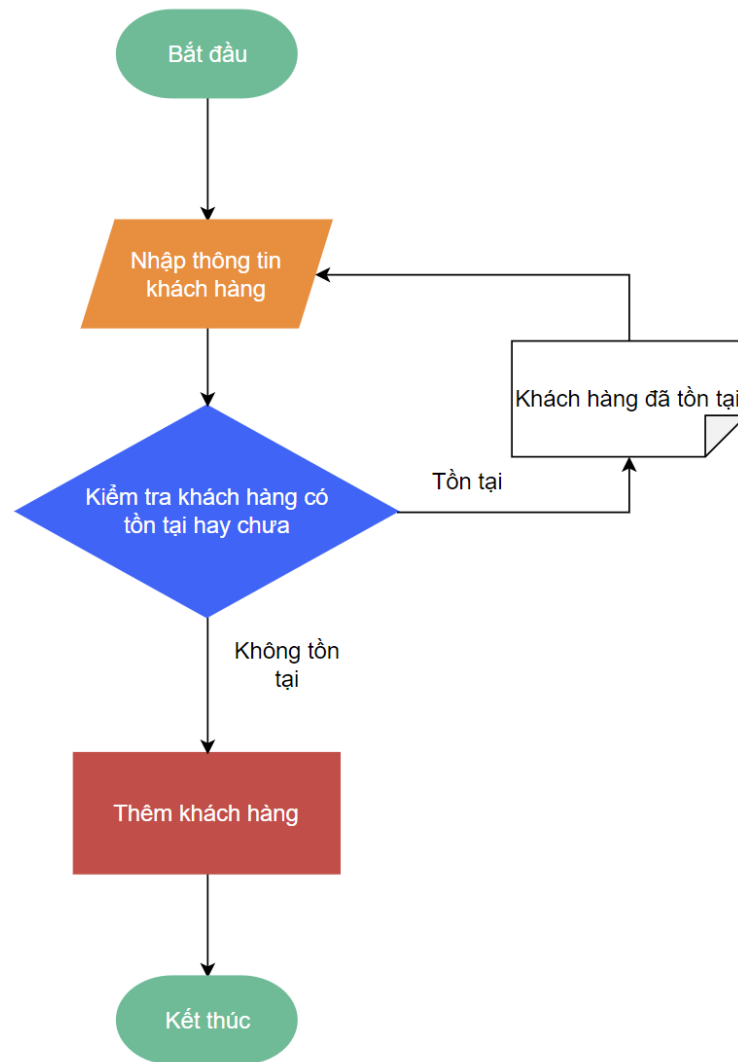 Bắt đầu
Nhập thông tin
khách hàng
Khách hàng đã tồn tại
Tồn tại
Kiểm tra khách hàng có
tồn tại hay chưa
Không tồn
tại
Thêm khách hàng
Kết thúc